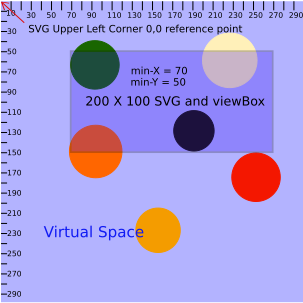 10 30 50 70 90 110 130 150 170 190 210 230 250 270 290
10
30
50
70
90
110
130
150
170
190
210
230
250
270
290
SVG Upper Left Corner 0,0 reference point
min-X = 70
min-Y = 50
200 X 100 SVG and viewBox
Virtual Space